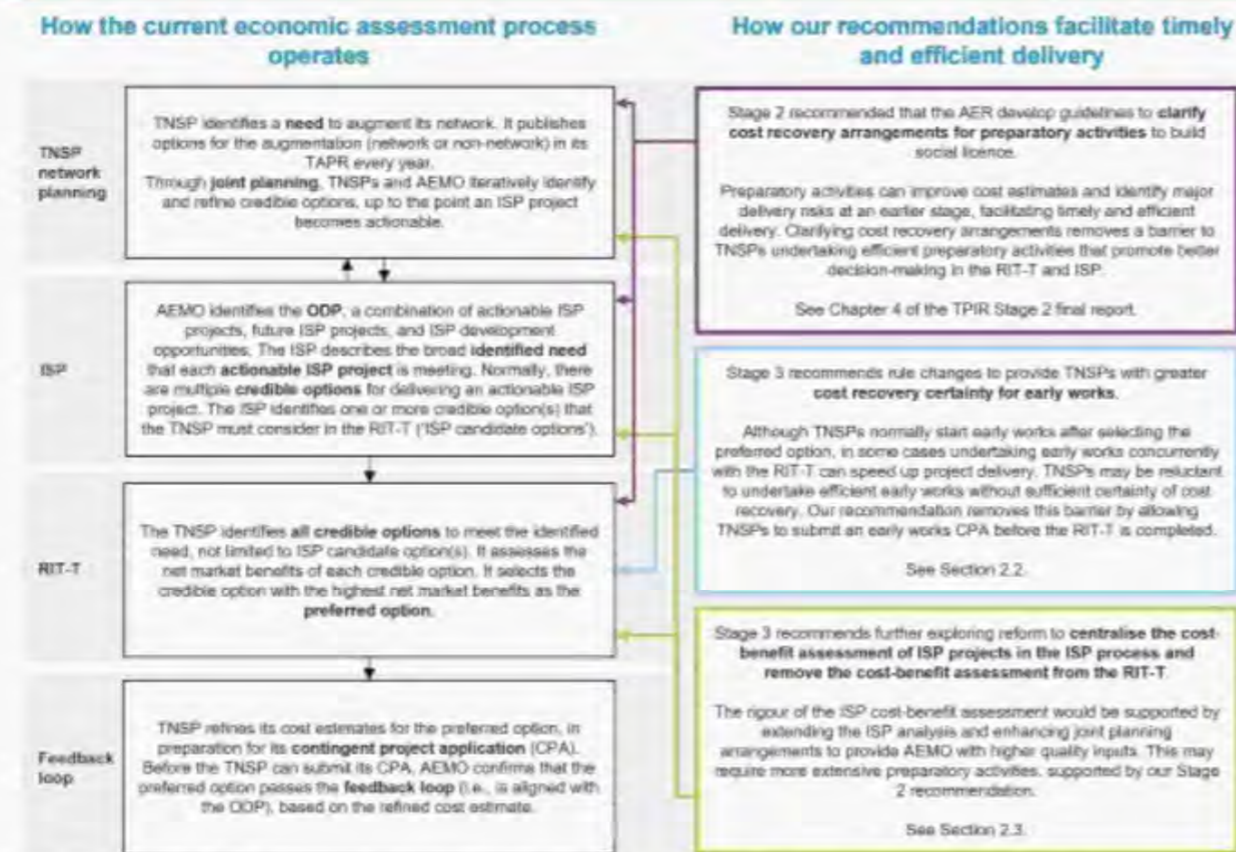 How the current economic assessment process
operates
TNSP
network
planning
TNSP identifies a need to augment its network. It publishes
options for the augmentation (network or non-network) in its
TAPR every year.
Through joint planning, TNSPs and AEMO iteratively identify
and refine credible options, up to the point an ISP project
becomes actionable.
ISP
AEMO identifies the ODP, a combination of actionable ISP
projects, future ISP projects, and ISP development
opportunities. The ISP describes the broad identified need
that each actionable ISP project is meeting. Normally, there
are multiple credible options for delivering an actionable ISP
project. The ISP identifies one or more credible option(s) that
the TNSP must consider in the RIT-T ('ISP candidate options').
RIT-T
The TNSP identifies all credible options to meet the identified
need, not limited to ISP candidate option(s). It assesses the
net market benefits of each credible option. It selects the
credible option with the highest net market benefits as the
preferred option.
Feedback
loop
TNSP refines its cost estimates for the preferred option, in
preparation for its contingent project application (CPA).
Before the TNSP can submit its CPA, AEMO confirms that the
preferred option passes the feedback loop (i.e., is aligned with
the ODP), based on the refined cost estimate.
How our recommendations facilitate timely
and efficient delivery
Stage 2 recommended that the AER develop guidelines to clarify
cost recovery arrangements for preparatory activities to build
social licence.
Preparatory activities can improve cost estimates and identify major
delivery risks at an earlier stage, facilitating timely and efficient
delivery. Clarifying cost recovery arrangements removes a barrier to
TNSPs undertaking efficient preparatory activities that promote better
decision-making in the RIT-T and ISP.
See Chapter 4 of the TPIR Stage 2 final report.
Stage 3 recommends rule changes to provide TNSPs with greater
cost recovery certainty for early works.
Although TNSPs normally start early works after selecting the
preferred option, in some cases undertaking early works concurrently
with the RIT-T can speed up project delivery. TNSPs may be reluctant
to undertake efficient early works without sufficient certainty of cost
recovery. Our recommendation removes this barrier by allowing
TNSPs to submit an early works CPA before the RIT-T is completed.
See Section 2.2.
Stage 3 recommends further exploring reform to centralise the cost-
benefit assessment of ISP projects in the ISP process and
remove the cost-benefit assessment from the RIT-T.
The rigour of the ISP cost-benefit assessment would be supported by
extending the ISP analysis and enhancing joint planning
arrangements to provide AEMO with higher quality inputs. This may
require more extensive preparatory activities, supported by our Stage
2 recommendation.
See Section 2.3.